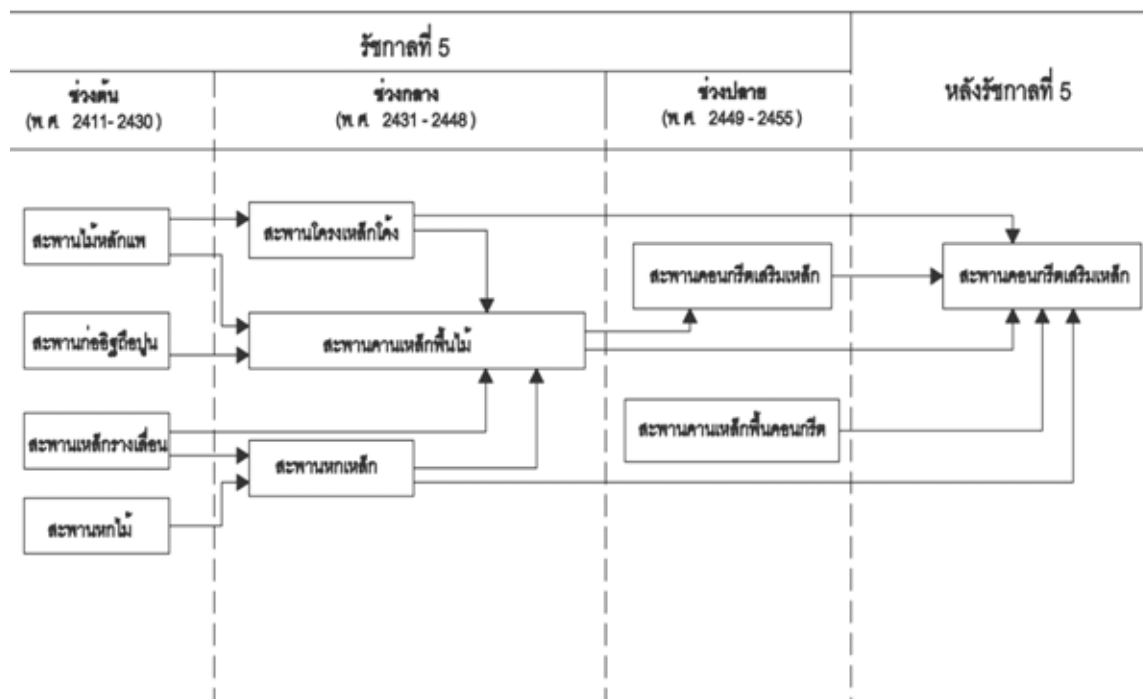 รัชกาลที่ 5
หลังรัชกาลที่ 5
ช่วงต้น
(พ.ศ. 2411-2430)
ช่วงกลาง
(พ.ศ. 2431-2448)
ช่วงปลาย
(พ.ศ. 2449-2455)
สะพานไม้หลักแพ
สะพานโครงเหล็กโค้ง
สะพานคอนกรีตเสริมเหล็ก
สะพานคอนกรีตเสริมเหล็ก
สะพานก่ออิฐถือปูน
สะพานคานเหล็กพื้นไม้
สะพานเหล็กรางเลื่อน
สะพานคานเหล็กพื้นคอนกรีต
สะพานหกเหล็ก
สะพานหกไม้